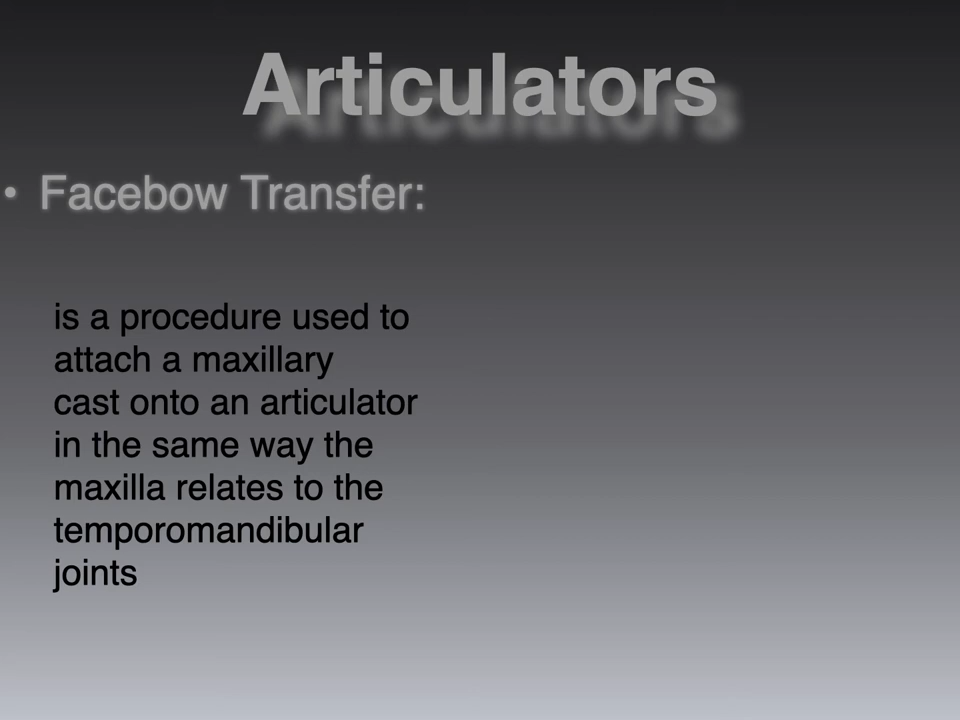 Articulators
• Facebow Transfer:
is a procedure used to
attach a maxillary
cast onto an articulator
in the same way the
maxilla relates to the
temporomandibular
joints